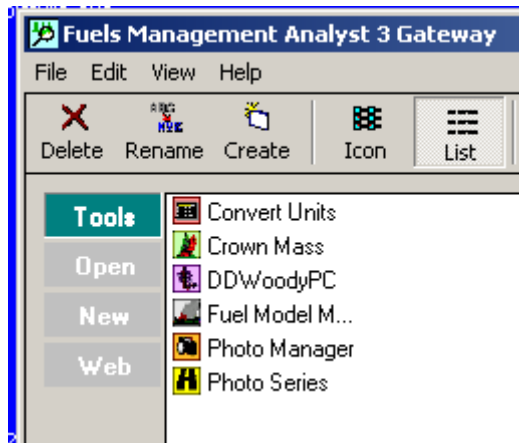 Fuels Management Analyst 3 Gateway
File Edit View Help
Delete Rename Create Icon List
Tools
Open
New
Web
Convert Units
Crown Mass
DDWoodyPC
Fuel Model M...
Photo Manager
Photo Series